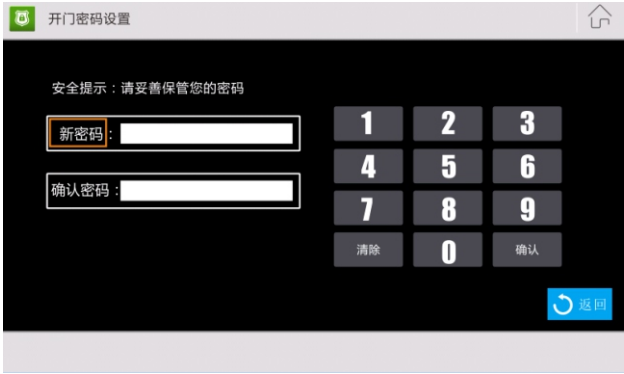 开门密码设置
安全提示：请妥善保管您的密码
新密码：
确认密码：
1 2 3
4 5 6
7 8 9
清除 0 确认
返回